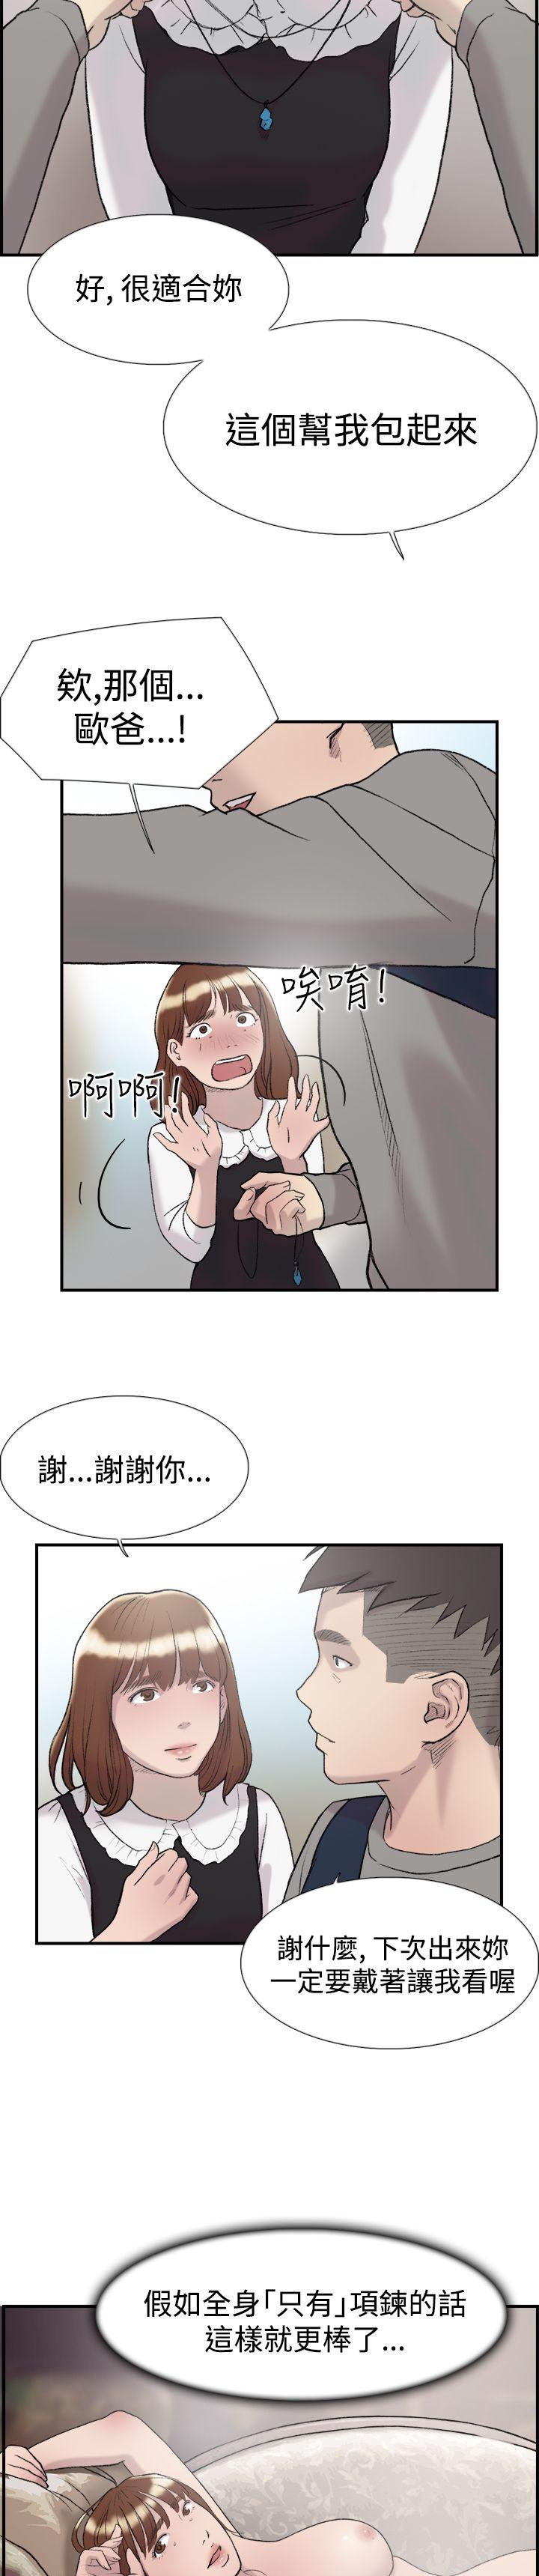 好, 很適合妳
這個幫我包起來
欸,那個...
歐爸...!
唉唷!
啊啊!
謝...謝謝你...
謝什麼, 下次出來妳
一定要戴著讓我看喔
假如全身「只有」項鍊的話
這樣就更棒了...